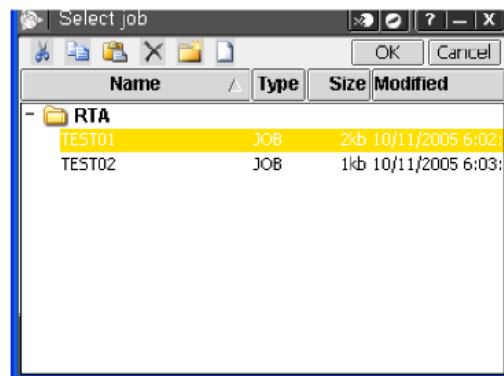 Select job ? — X
OK Cancel
Name Type Size Modified
RTA
TEST01 JOB 2kb 10/11/2005 6:02:
TEST02 JOB 1kb 10/11/2005 6:03: